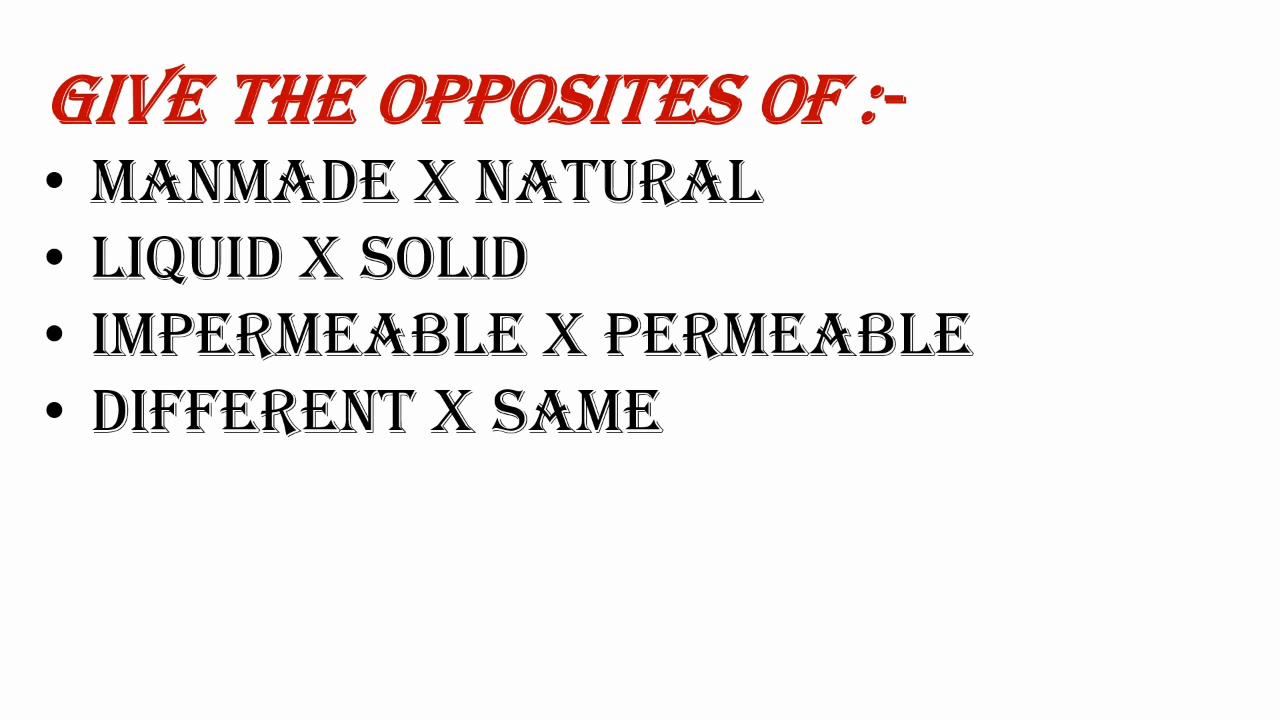 GIVE THE OPPOSITES OF :-
• MANMADE X NATURAL
• LIQUID X SOLID
• IMPERMEABLE X PERMEABLE
• DIFFERENT X SAME